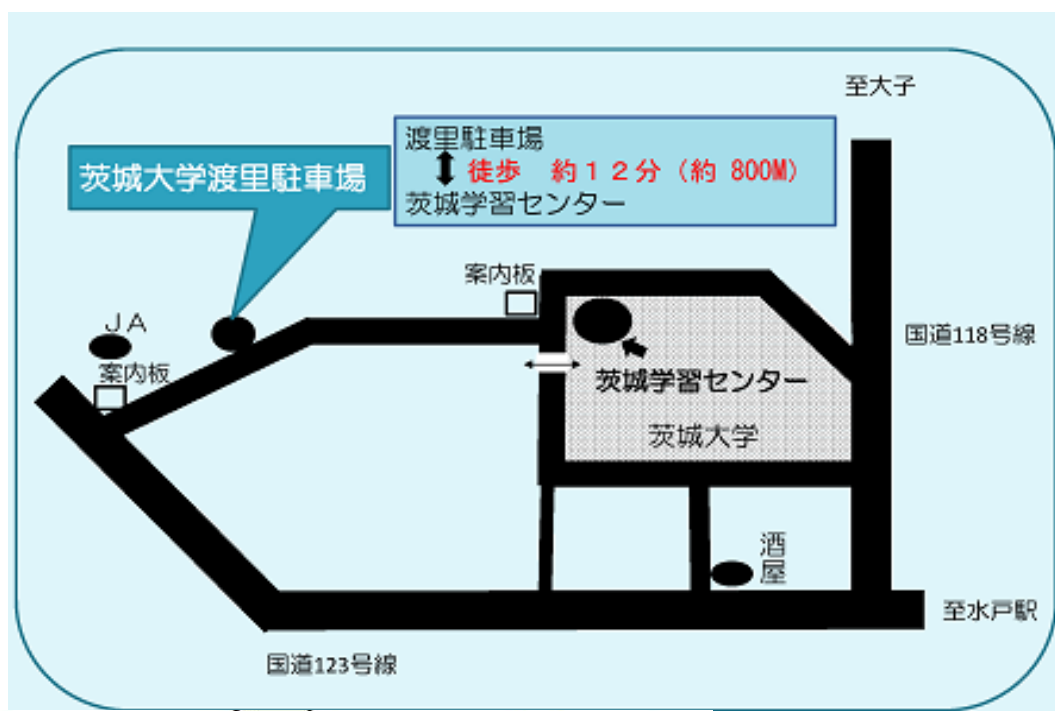 至大子
渡里駐車場
徒歩 約12分(約 800M)
茨城学習センター
茨城大学渡里駐車場
案内板
JA
案内板
国道118号線
茨城学習センター
茨城大学
酒屋
至水戸駅
国道123号線